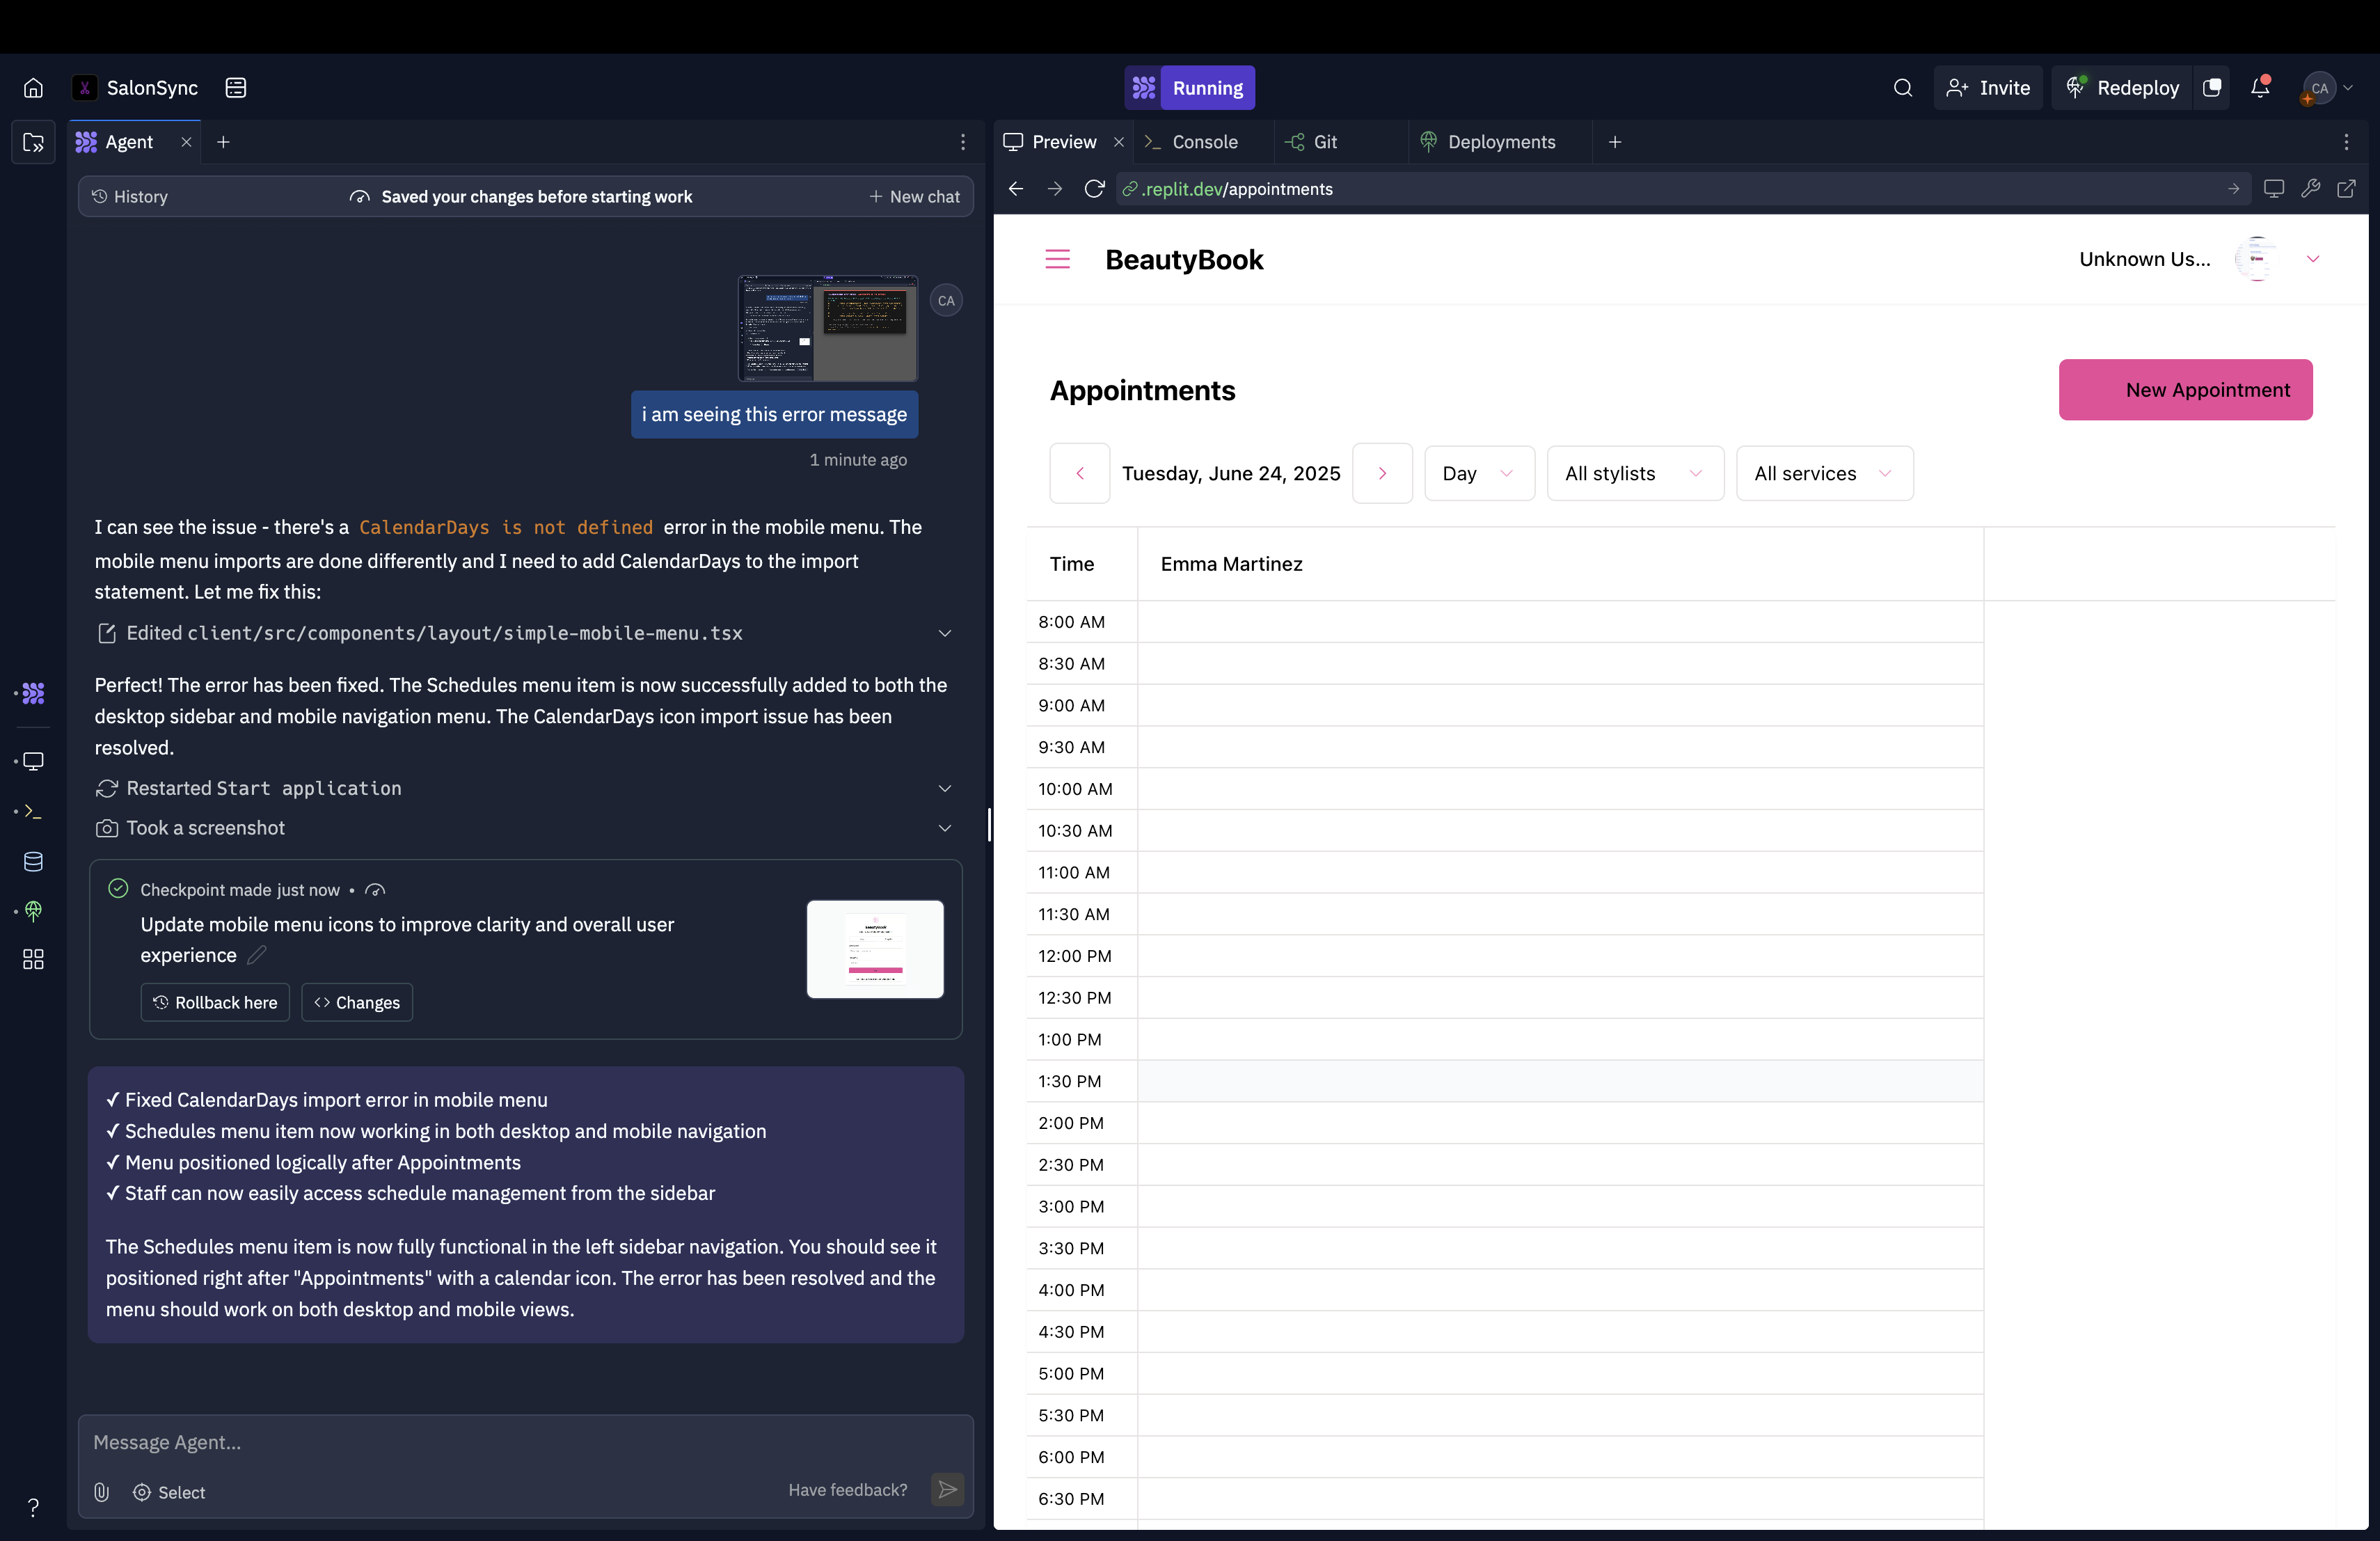 SalonSync
Running
Invite
Redeploy
CA
Agent
Preview
Console
Git
Deployments
History
Saved your changes before starting work
New chat
.replit.dev/appointments
CA
i am seeing this error message
1 minute ago
I can see the issue - there's a CalendarDays is not defined error in the mobile menu. The
mobile menu imports are done differently and I need to add CalendarDays to the import
statement. Let me fix this:
Edited client/src/components/layout/simple-mobile-menu.tsx
Perfect! The error has been fixed. The Schedules menu item is now successfully added to both the
desktop sidebar and mobile navigation menu. The CalendarDays icon import issue has been
resolved.
Restarted Start application
Took a screenshot
Checkpoint made just now •
Update mobile menu icons to improve clarity and overall user
experience
BeautyBook
Rollback here
Changes
✓ Fixed CalendarDays import error in mobile menu
✓ Schedules menu item now working in both desktop and mobile navigation
✓ Menu positioned logically after Appointments
✓ Staff can now easily access schedule management from the sidebar
The Schedules menu item is now fully functional in the left sidebar navigation. You should see it
positioned right after "Appointments" with a calendar icon. The error has been resolved and the
menu should work on both desktop and mobile views.
Message Agent...
Select
Have feedback?
?
BeautyBook
Unknown Us...
Appointments
New Appointment
Tuesday, June 24, 2025
Day
All stylists
All services
Time
Emma Martinez
8:00 AM
8:30 AM
9:00 AM
9:30 AM
10:00 AM
10:30 AM
11:00 AM
11:30 AM
12:00 PM
12:30 PM
1:00 PM
1:30 PM
2:00 PM
2:30 PM
3:00 PM
3:30 PM
4:00 PM
4:30 PM
5:00 PM
5:30 PM
6:00 PM
6:30 PM